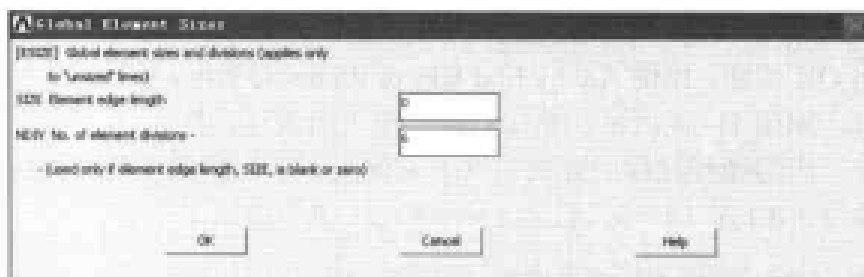 Global Element Sizes
[ESIZE] Global element sizes and divisions (applies only
to "unsized" lines)
SIZE Element edge length
0
NDIV No. of element divisions -
6
- (used only if element edge length, SIZE, is blank or zero)
OK
Cancel
Help